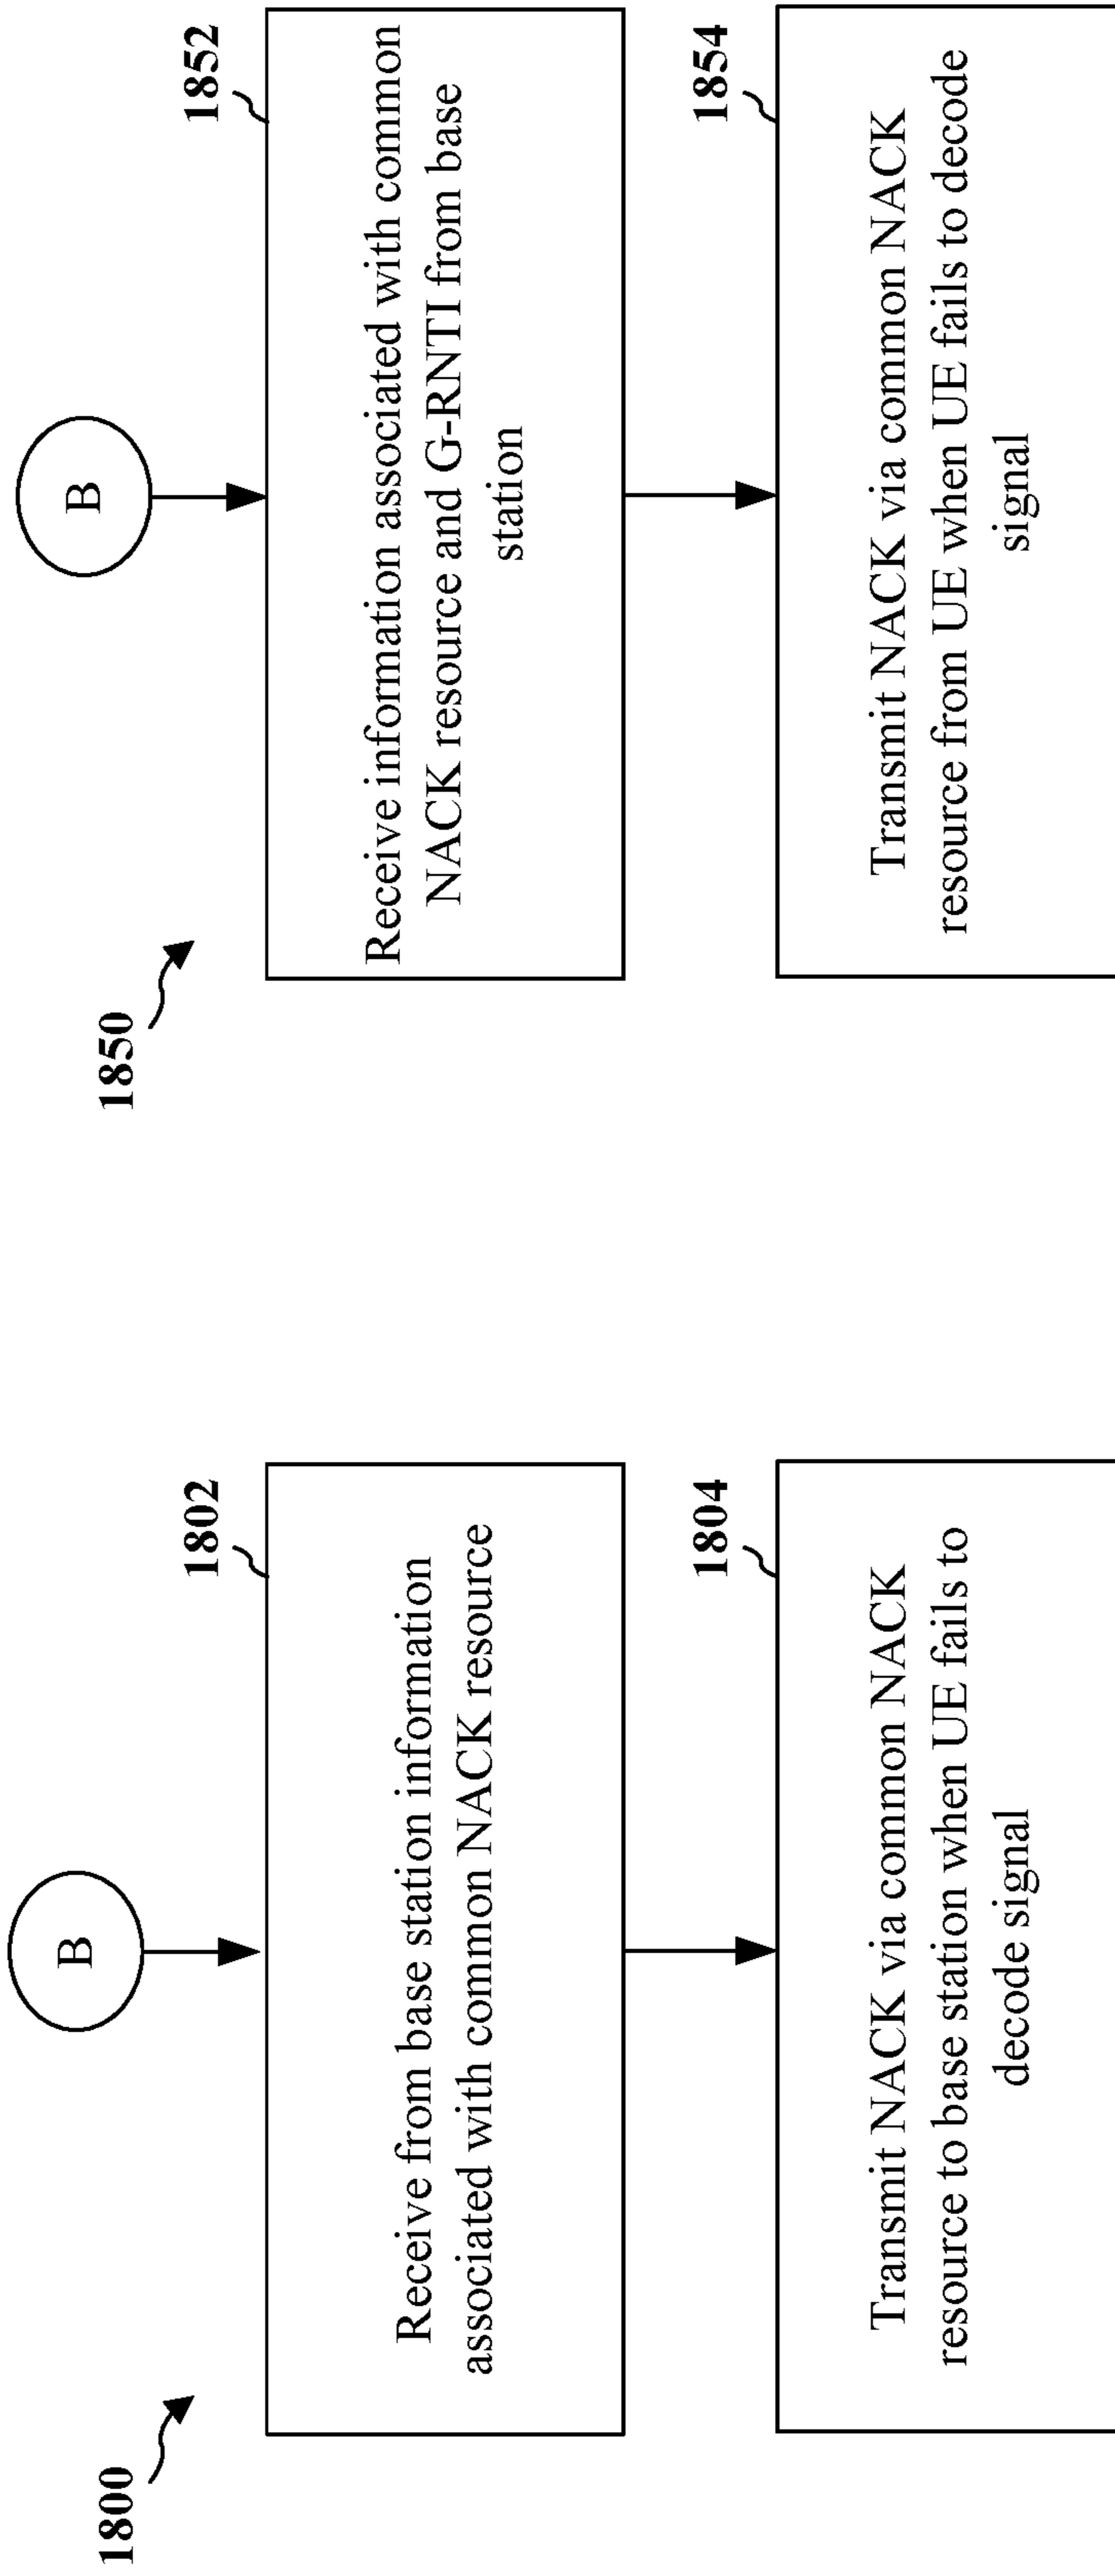 1800
B
1802
Receive from base station information
associated with common NACK resource
1804
Transmit NACK via common NACK
resource to base station when UE fails to
decode signal
1850
B
1852
Receive information associated with common
NACK resource and G-RNTI from base
station
1854
Transmit NACK via common NACK
resource from UE when UE fails to decode
signal